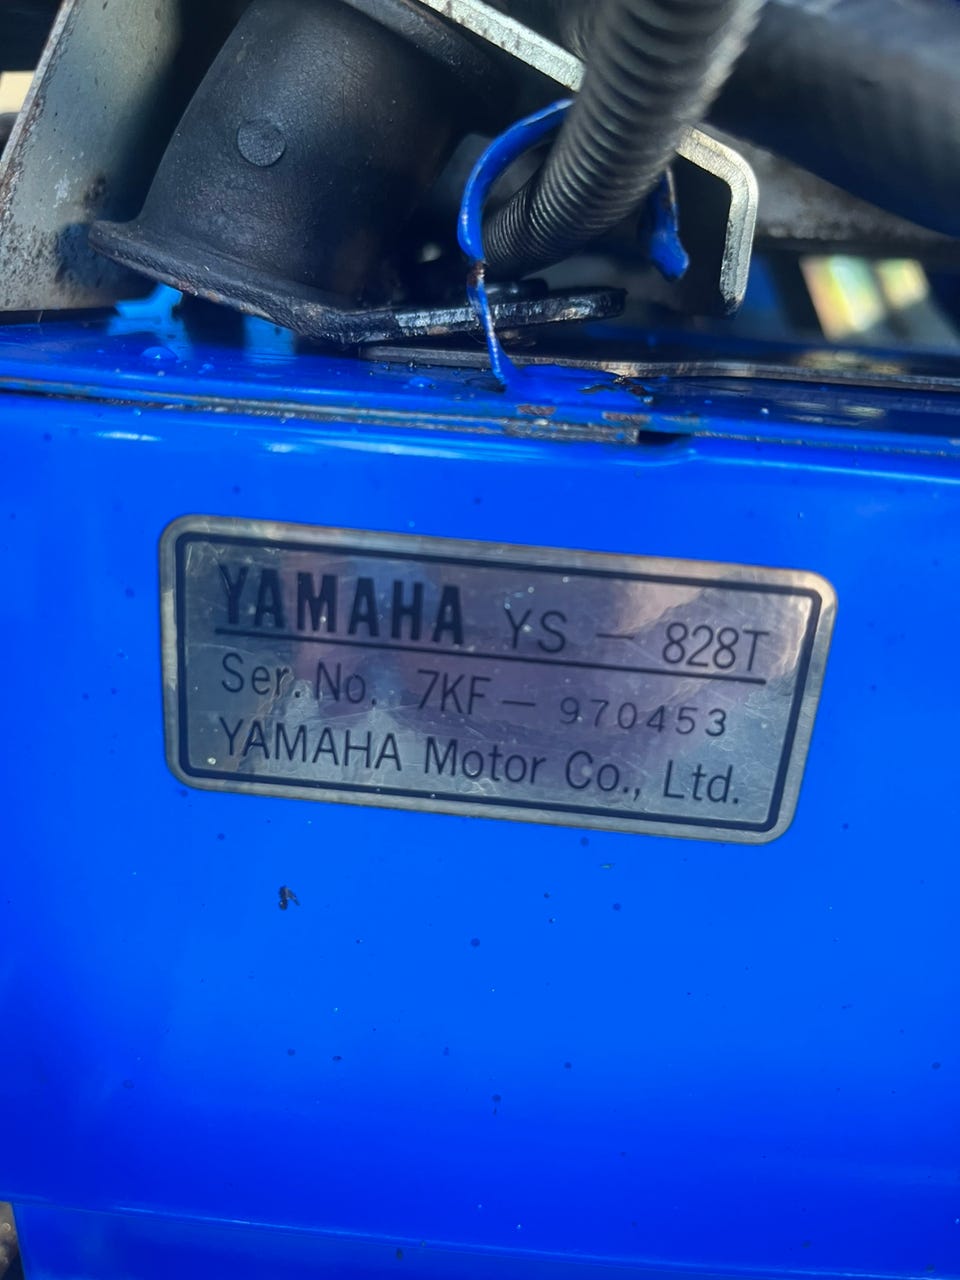 YAMAHA YS - 828T
Ser. No. 7KF - 970453
YAMAHA Motor Co., Ltd.